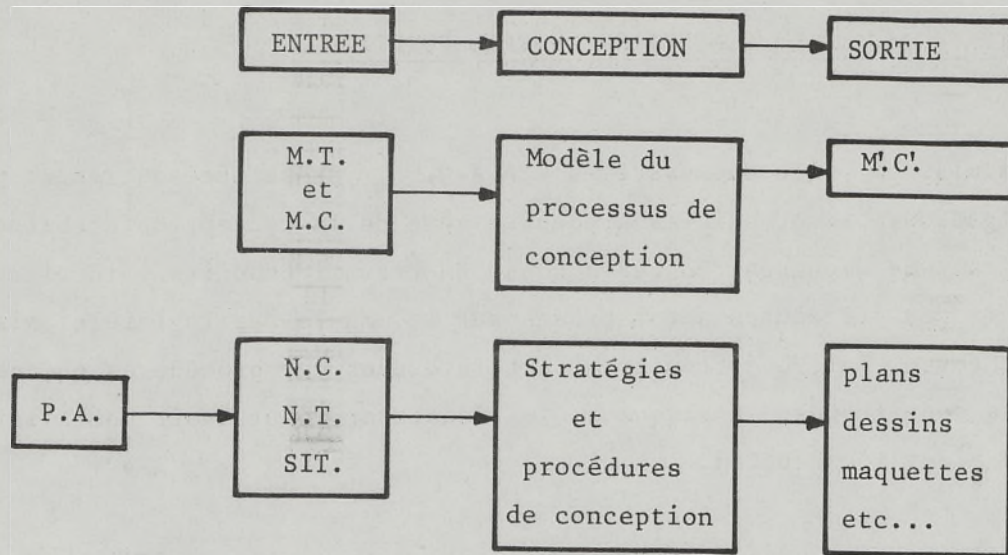 ENTREE
CONCEPTION
SORTIE
M.T.
et
M.C.
Modèle du
processus de
conception
M'.C'.
P.A.
N.C.
N.T.
SIT.
Stratégies
et
procédures
de conception
plans
dessins
maquettes
etc...